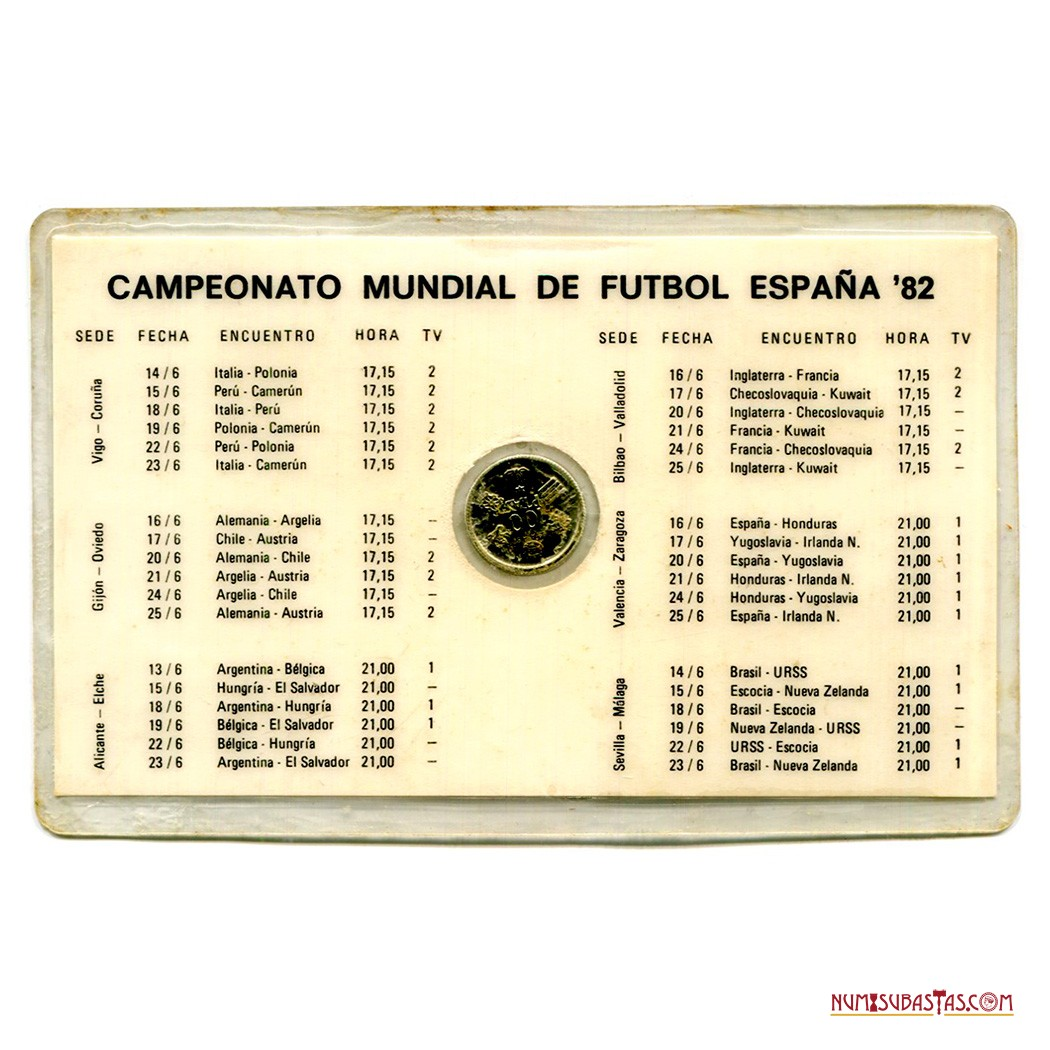 CAMPEONATO MUNDIAL DE FUTBOL ESPAÑA '82
SEDE FECHA ENCUENTRO HORA TV
Vigo – Coruña
14 / 6 Italia - Polonia 17,15 2
15 / 6 Perú - Camerún 17,15 2
18 / 6 Italia - Perú 17,15 2
19 / 6 Polonia - Camerún 17,15 2
22 / 6 Perú - Polonia 17,15 2
23 / 6 Italia - Camerún 17,15 2
Gijón – Oviedo
16 / 6 Alemania - Argelia 17,15 –
17 / 6 Chile - Austria 17,15 –
20 / 6 Alemania - Chile 17,15 2
21 / 6 Argelia - Austria 17,15 2
24 / 6 Argelia - Chile 17,15 –
25 / 6 Alemania - Austria 17,15 2
Alicante – Elche
13 / 6 Argentina - Bélgica 21,00 1
15 / 6 Hungría - El Salvador 21,00 –
18 / 6 Argentina - Hungría 21,00 1
19 / 6 Bélgica - El Salvador 21,00 1
22 / 6 Bélgica - Hungría 21,00 –
23 / 6 Argentina - El Salvador 21,00 –
SEDE FECHA ENCUENTRO HORA TV
Bilbao - Valladolid
16 / 6 Inglaterra - Francia 17,15 2
17 / 6 Checoslovaquia - Kuwait 17,15 2
20 / 6 Inglaterra - Checoslovaquia 17,15 –
21 / 6 Francia - Kuwait 17,15 –
24 / 6 Francia - Checoslovaquia 17,15 2
25 / 6 Inglaterra - Kuwait 17,15 –
Valencia – Zaragoza
16 / 6 España - Honduras 21,00 1
17 / 6 Yugoslavia - Irlanda N. 21,00 1
20 / 6 España - Yugoslavia 21,00 1
21 / 6 Honduras - Irlanda N. 21,00 1
24 / 6 Honduras - Yugoslavia 21,00 1
25 / 6 España - Irlanda N. 21,00 1
Sevilla – Málaga
14 / 6 Brasil - URSS 21,00 1
15 / 6 Escocia - Nueva Zelanda 21,00 1
18 / 6 Brasil - Escocia 21,00 –
19 / 6 Nueva Zelanda - URSS 21,00 –
22 / 6 URSS - Escocia 21,00 1
23 / 6 Brasil - Nueva Zelanda 21,00 1
NUMISUBASTAS.COM